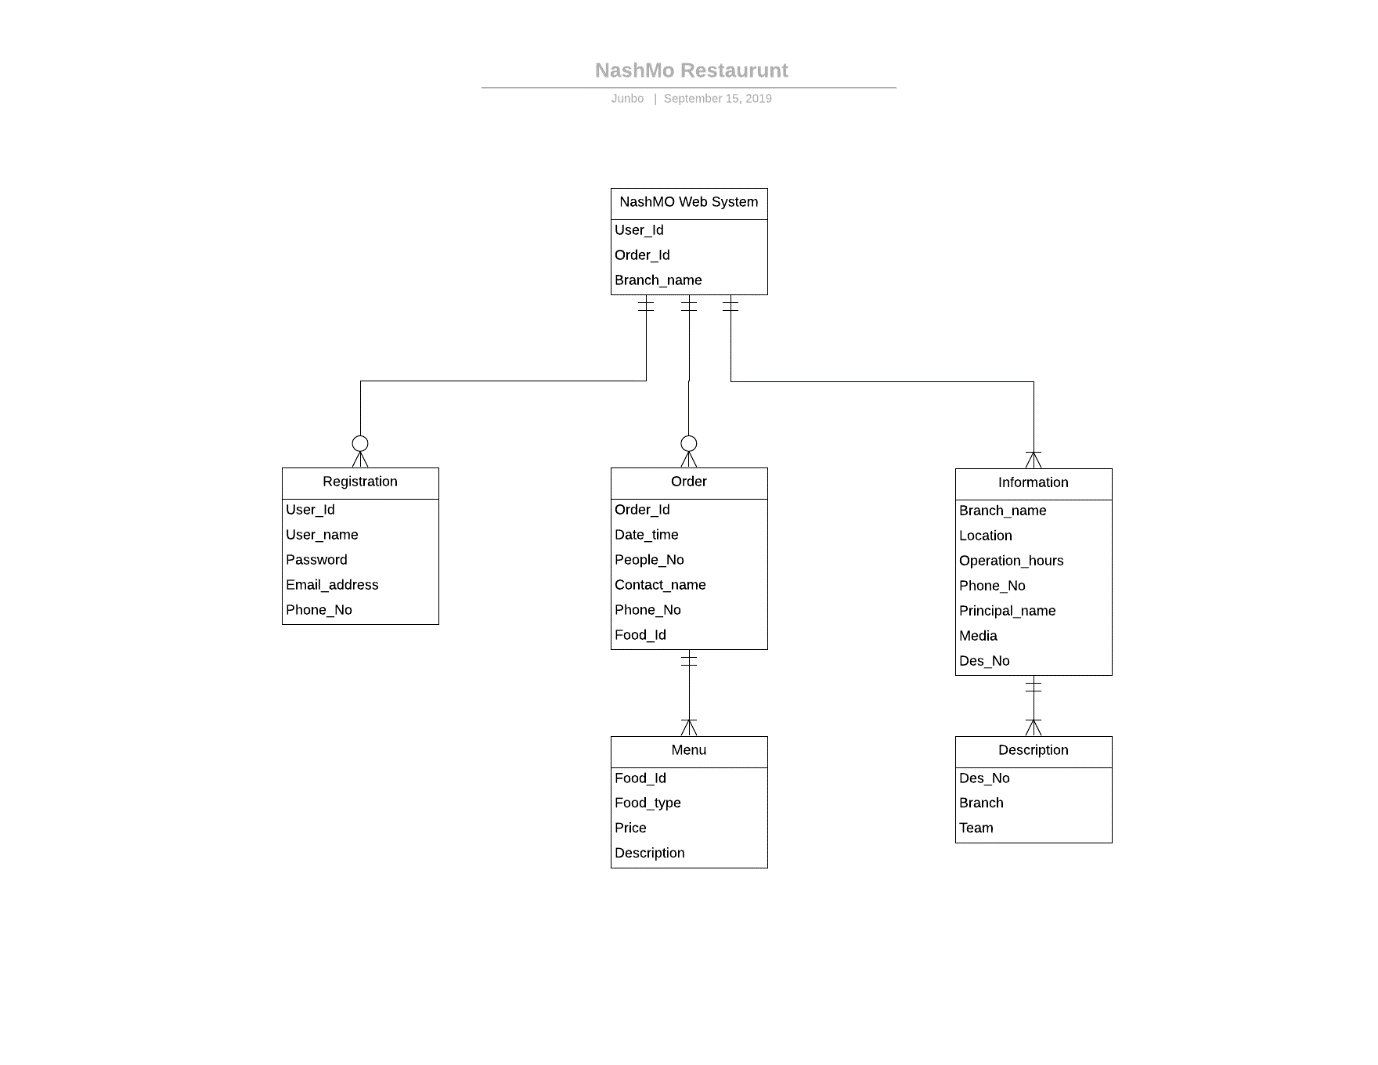 NashMo Restaurunt
Junbo | September 15, 2019
NashMO Web System
User_Id
Order_Id
Branch_name
Registration
User_Id
User_name
Password
Email_address
Phone_No
Order
Order_Id
Date_time
People_No
Contact_name
Phone_No
Food_Id
Information
Branch_name
Location
Operation_hours
Phone_No
Principal_name
Media
Des_No
Menu
Food_Id
Food_type
Price
Description
Description
Des_No
Branch
Team